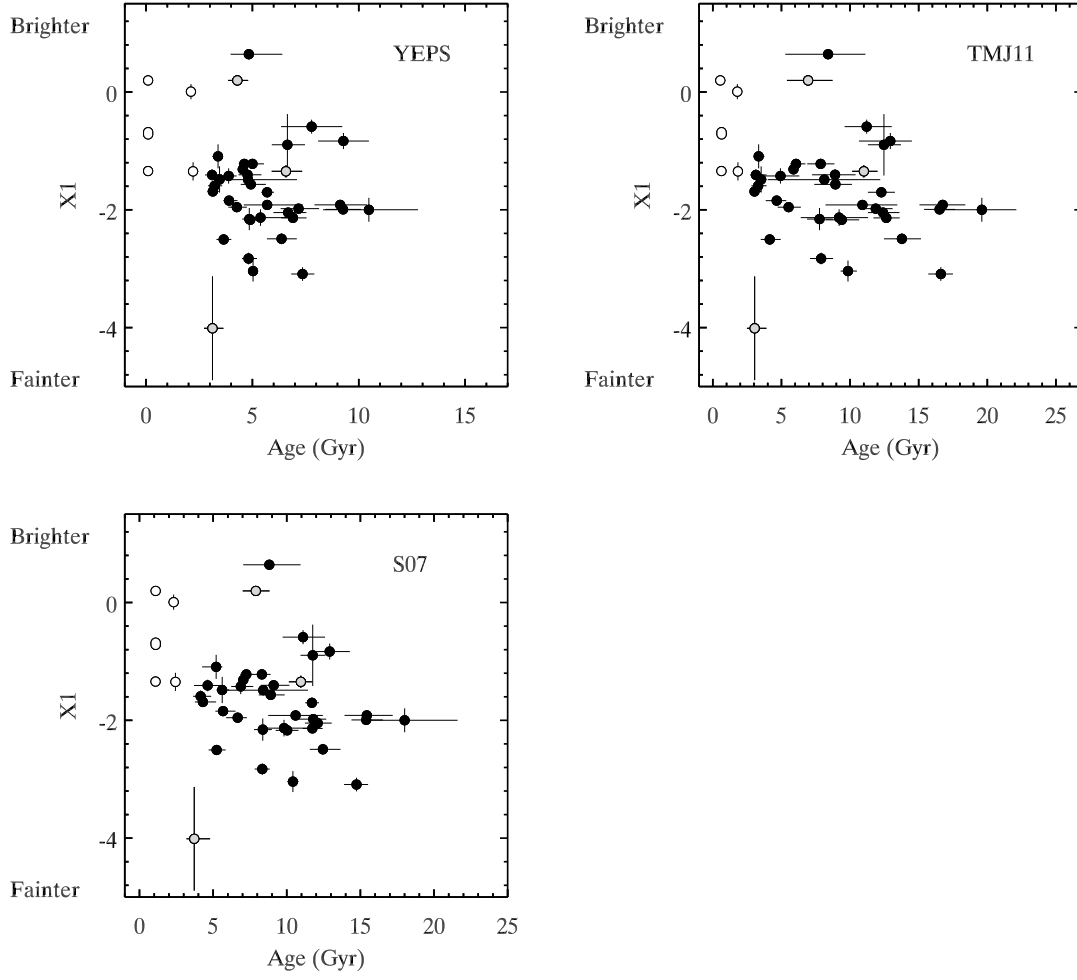 Brighter
YEPS
0
X1
-2
-4
Fainter
0 5 10 15
Age (Gyr)
Brighter
TMJ11
0
X1
-2
-4
Fainter
0 5 10 15 20 25
Age (Gyr)
Brighter
S07
0
X1
-2
-4
Fainter
0 5 10 15 20 25
Age (Gyr)